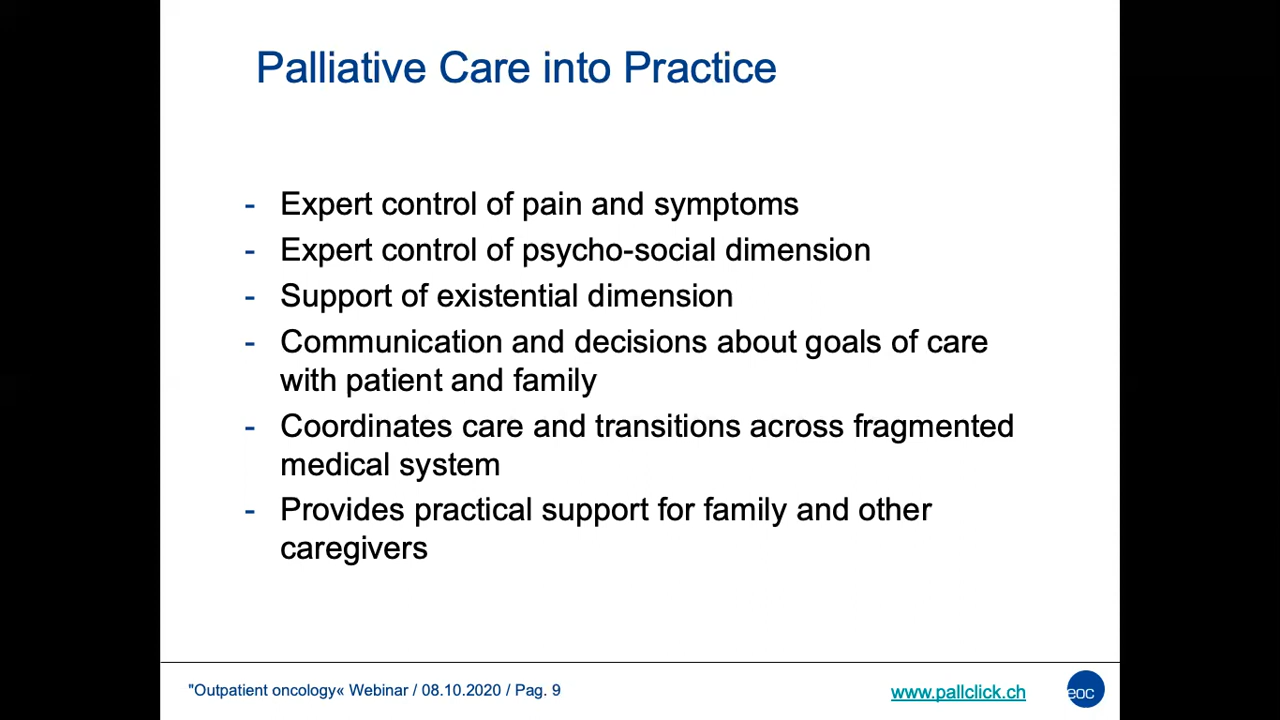 Palliative Care into Practice
- Expert control of pain and symptoms
- Expert control of psycho-social dimension
- Support of existential dimension
- Communication and decisions about goals of care
with patient and family
- Coordinates care and transitions across fragmented
medical system
- Provides practical support for family and other
caregivers
"Outpatient oncology« Webinar / 08.10.2020 / Pag. 9
www.pallclick.ch
eoc